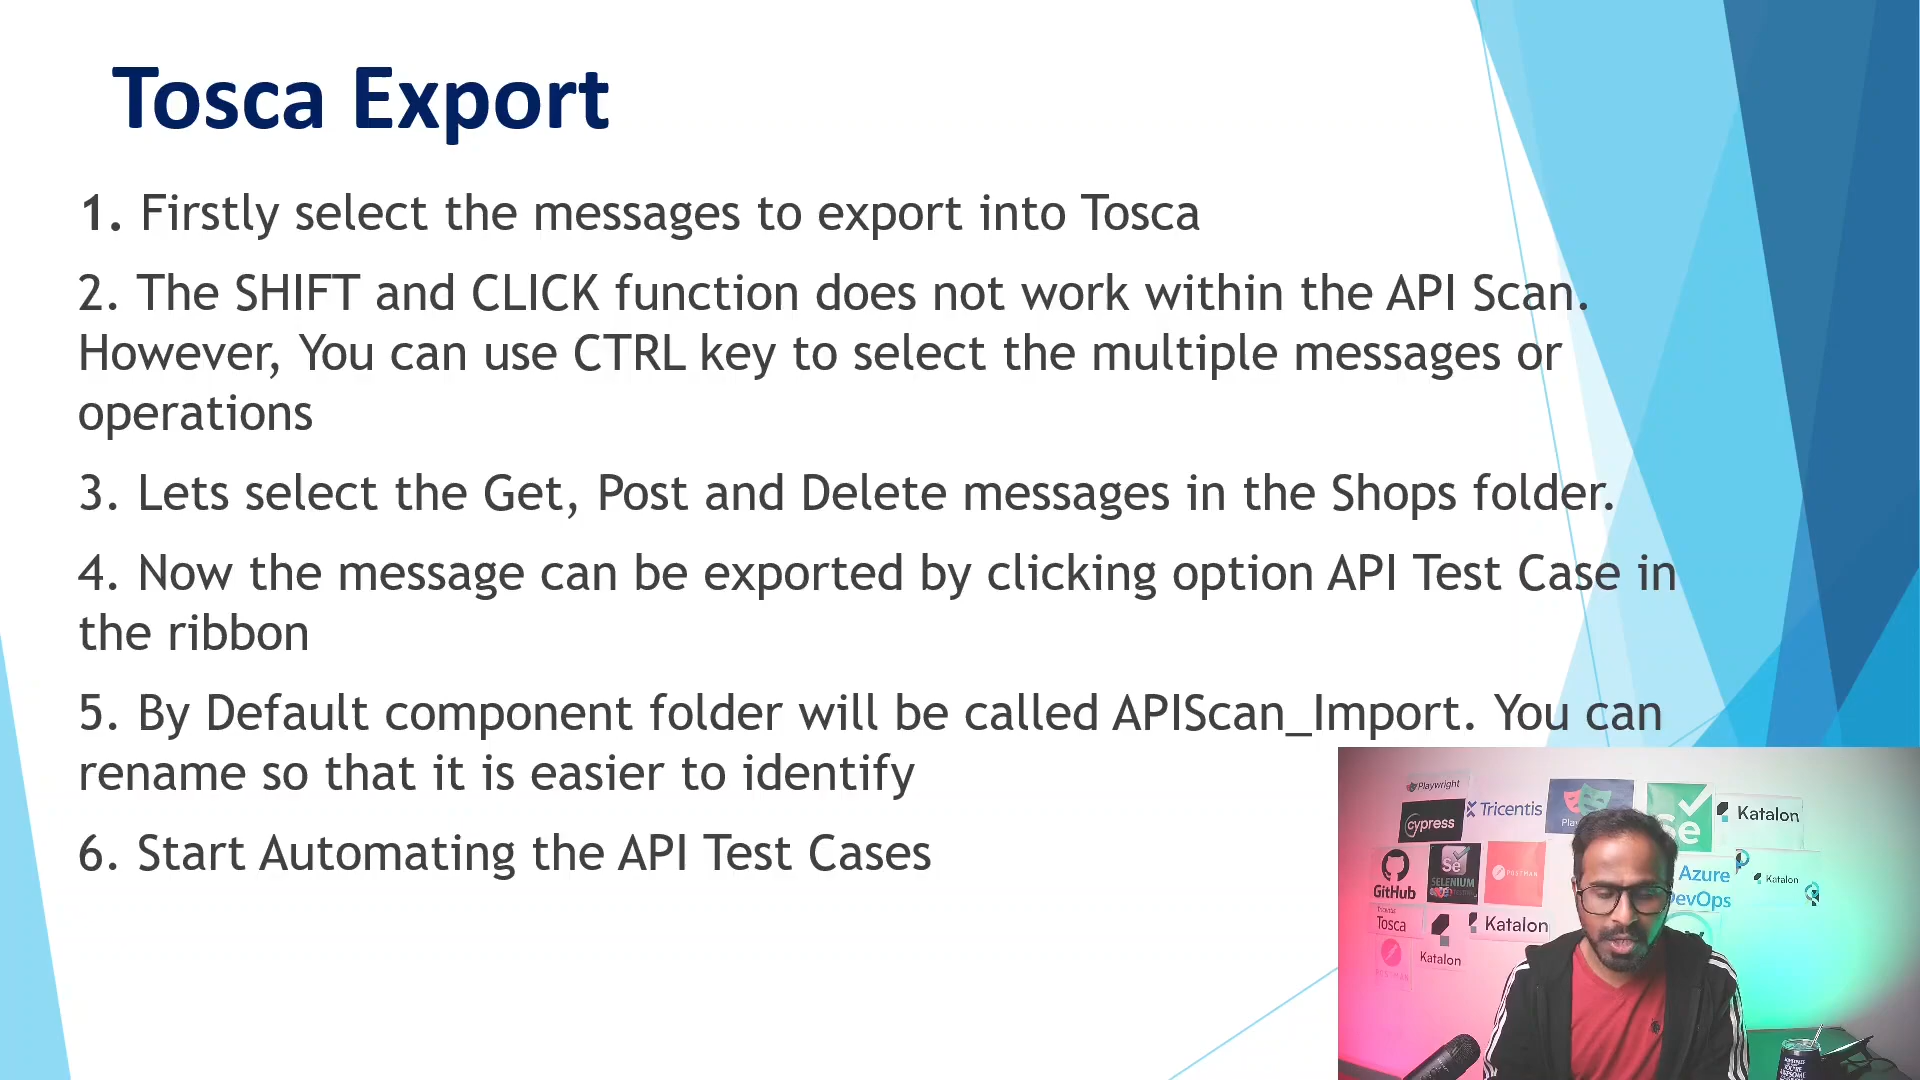 Tosca Export
1. Firstly select the messages to export into Tosca
2. The SHIFT and CLICK function does not work within the API Scan.
However, You can use CTRL key to select the multiple messages or
operations
3. Lets select the Get, Post and Delete messages in the Shops folder.
4. Now the message can be exported by clicking option API Test Case in
the ribbon
5. By Default component folder will be called APIScan_Import. You can
rename so that it is easier to identify
6. Start Automating the API Test Cases
Playwright
Tricentis
cypress
Se
Katalon
GitHub
Se
SELENIUM
POSTMAN
Azure
DevOps
Katalon
Tosca
Katalon
Katalon